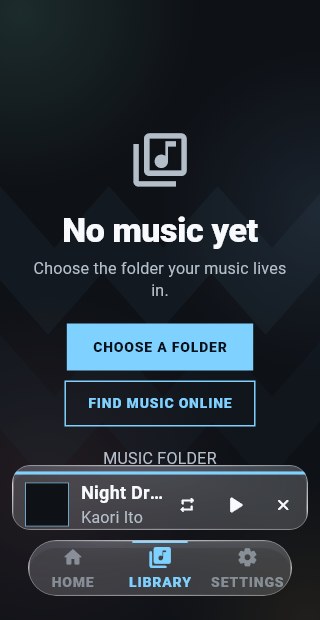 No music yet
Choose the folder your music lives
in.
CHOOSE A FOLDER
FIND MUSIC ONLINE
MUSIC FOLDER
Night Dr...
Kaori Ito
HOME
LIBRARY
SETTINGS